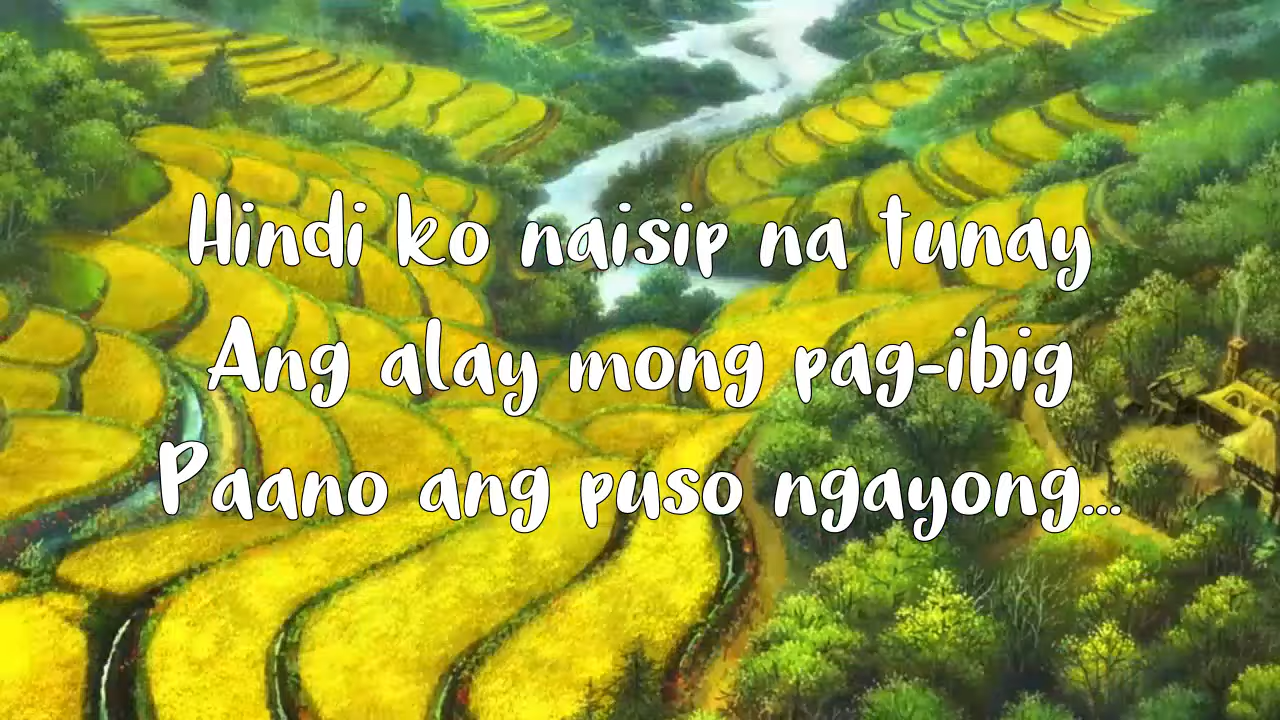 Hindi ko naisip na tunay
Ang alay mong pag-ibig
Paano ang puso ngayong...